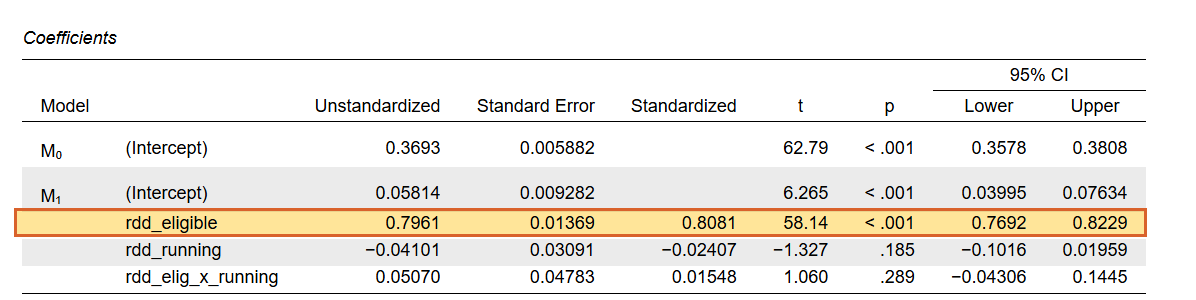 Coefficients
95% CI
Model Unstandardized Standard Error Standardized t p Lower Upper
M₀ (Intercept) 0.3693 0.005882 62.79 < .001 0.3578 0.3808
M₁ (Intercept) 0.05814 0.009282 6.265 < .001 0.03995 0.07634
rdd_eligible 0.7961 0.01369 0.8081 58.14 < .001 0.7692 0.8229
rdd_running −0.04101 0.03091 −0.02407 −1.327 .185 −0.1016 0.01959
rdd_elig_x_running 0.05070 0.04783 0.01548 1.060 .289 −0.04306 0.1445